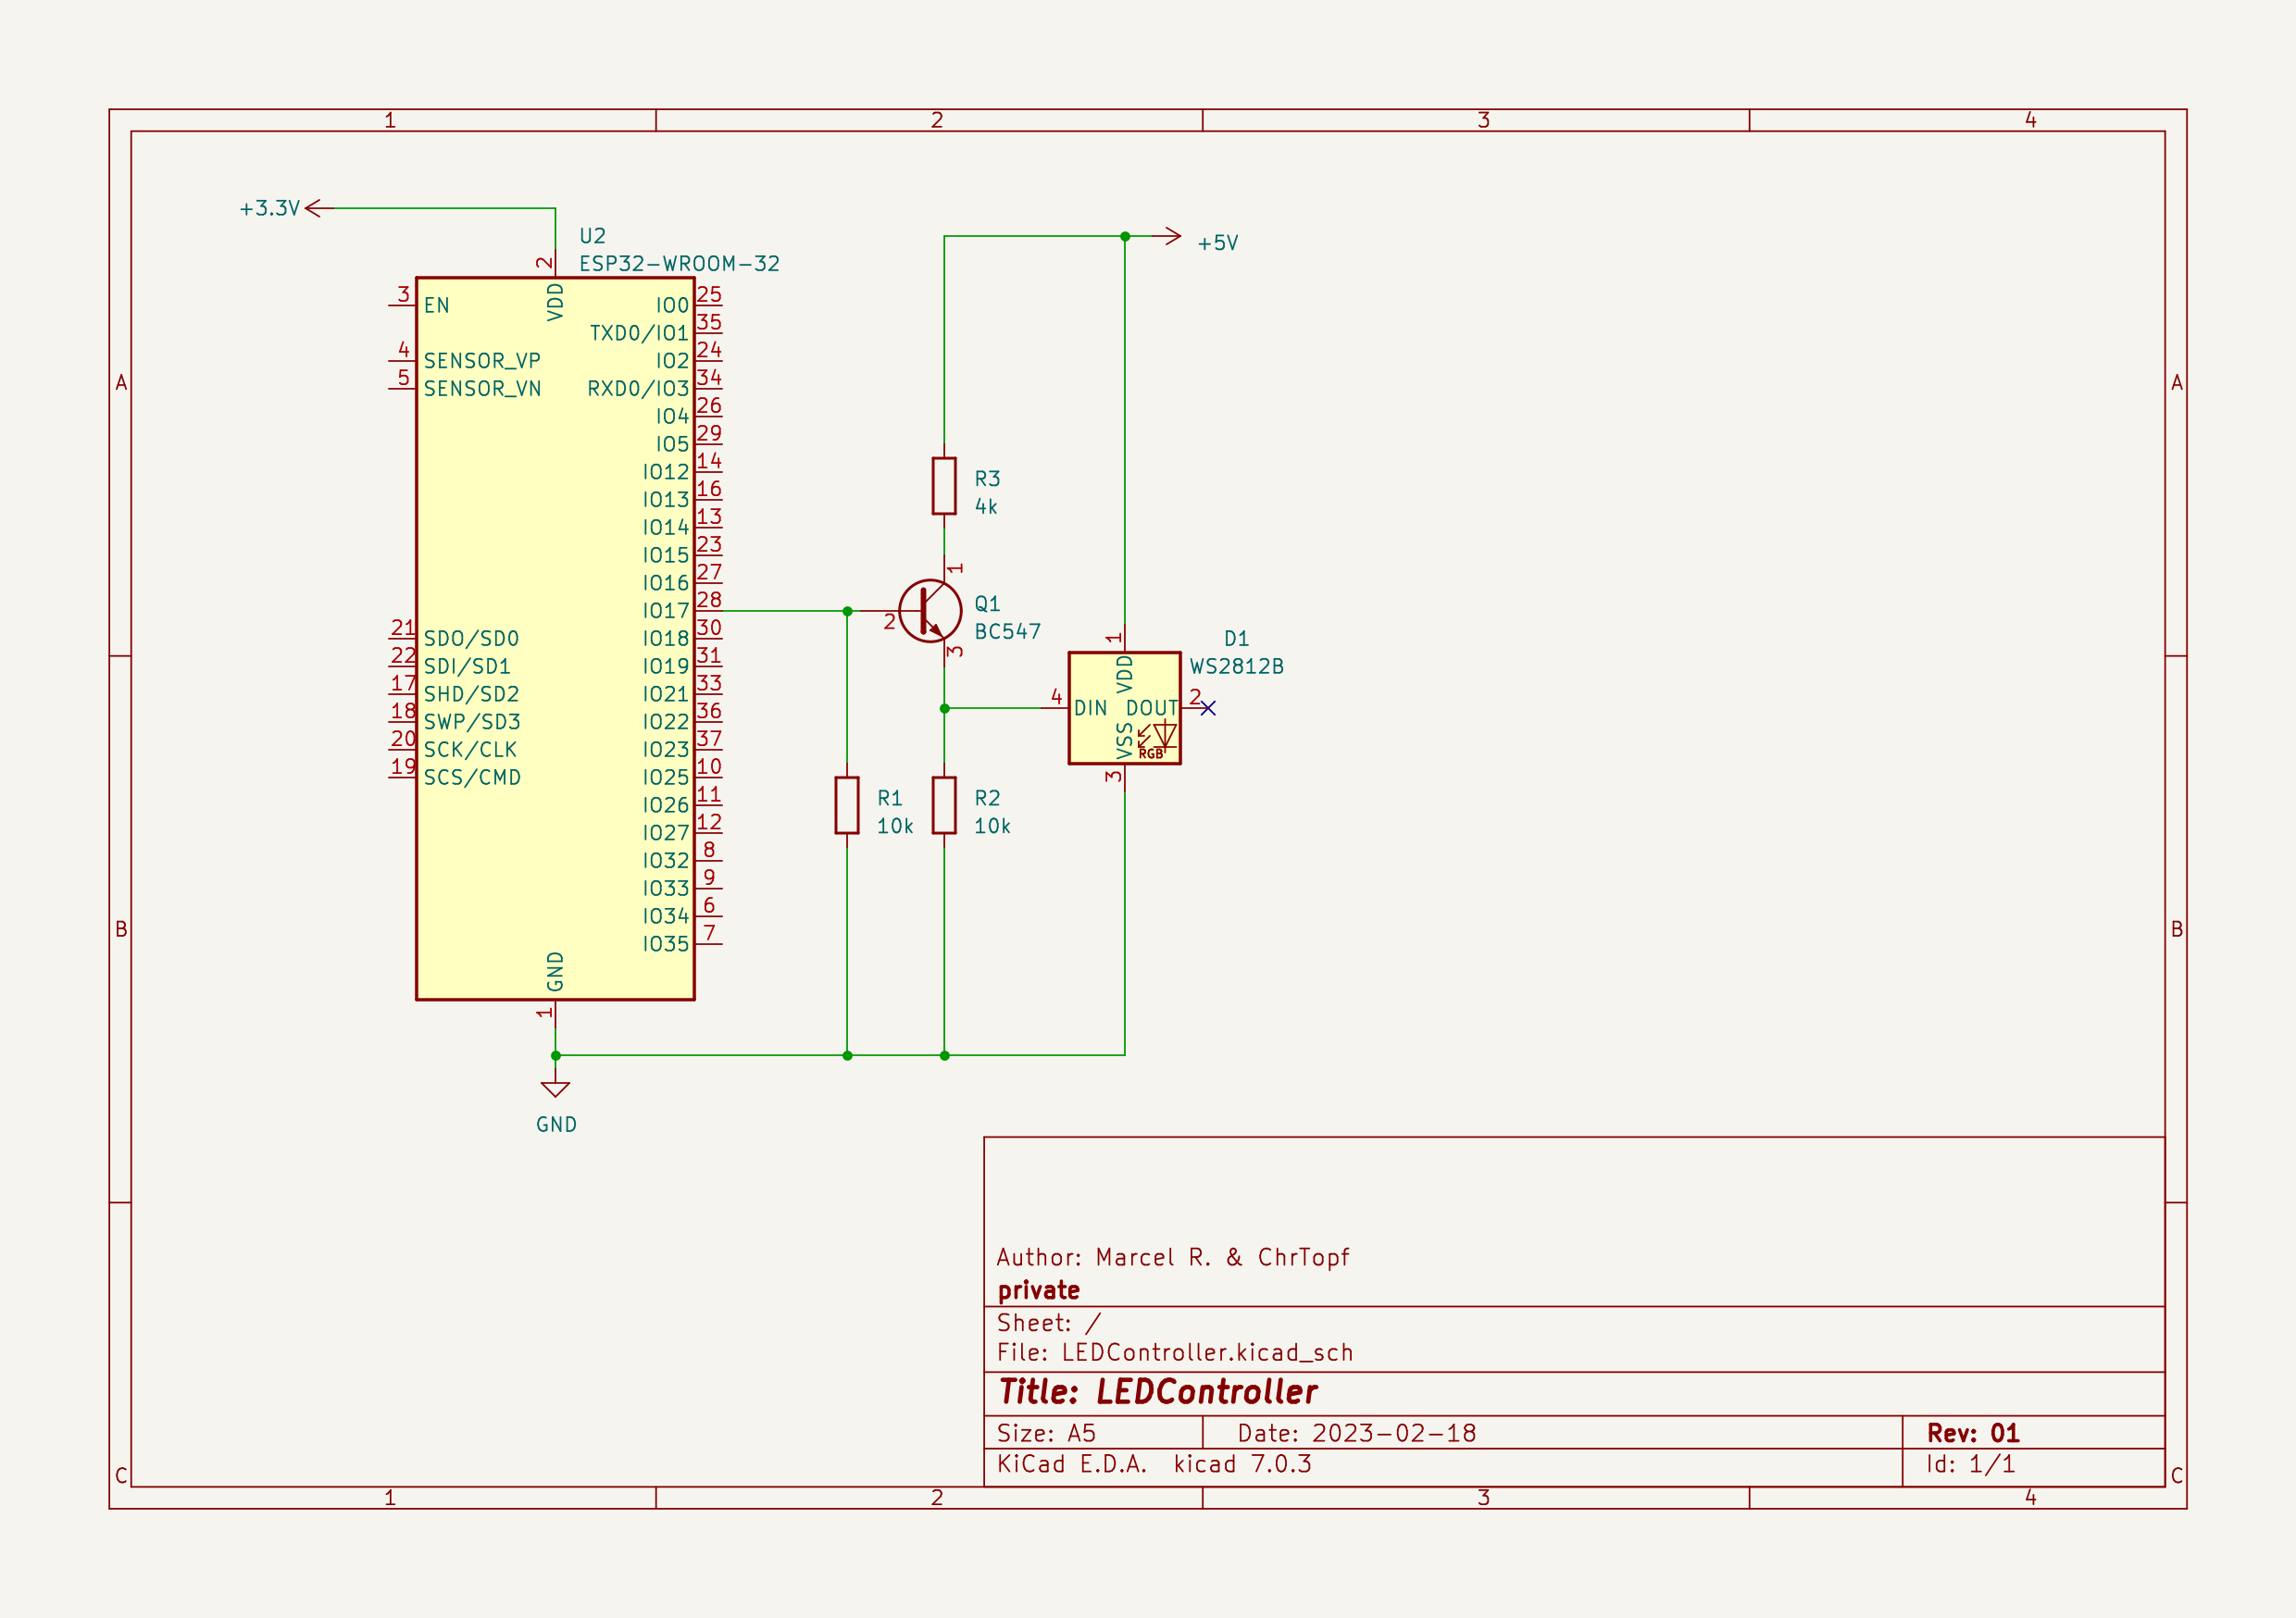 1 2 3 4
+3.3V
U2
ESP32-WROOM-32
+5V
2
VDD
3 EN
IO0 25
TXD0/IO1 35
4 SENSOR_VP
IO2 24
A
A
5 SENSOR_VN
RXD0/IO3 34
IO4 26
IO5 29
IO12 14
IO13 16
IO14 13
IO15 23
IO16 27
IO17 28
21 SDO/SD0
IO18 30
22 SDI/SD1
IO19 31
17 SHD/SD2
IO21 33
18 SWP/SD3
IO22 36
20 SCK/CLK
IO23 37
19 SCS/CMD
IO25 10
IO26 11
IO27 12
IO32 8
IO33 9
IO34 6
IO35 7
GND
1
GND
R3
4k
1
2
3
Q1
BC547
R1
10k
R2
10k
D1
WS2812B
1
VDD
4 DIN
DOUT 2
VSS
RGB
3
B
B
Author: Marcel R. & ChrTopf
private
Sheet: /
File: LEDController.kicad_sch
Title: LEDController
Size: A5 Date: 2023-02-18 Rev: 01
KiCad E.D.A. kicad 7.0.3 Id: 1/1
C
C
1 2 3 4